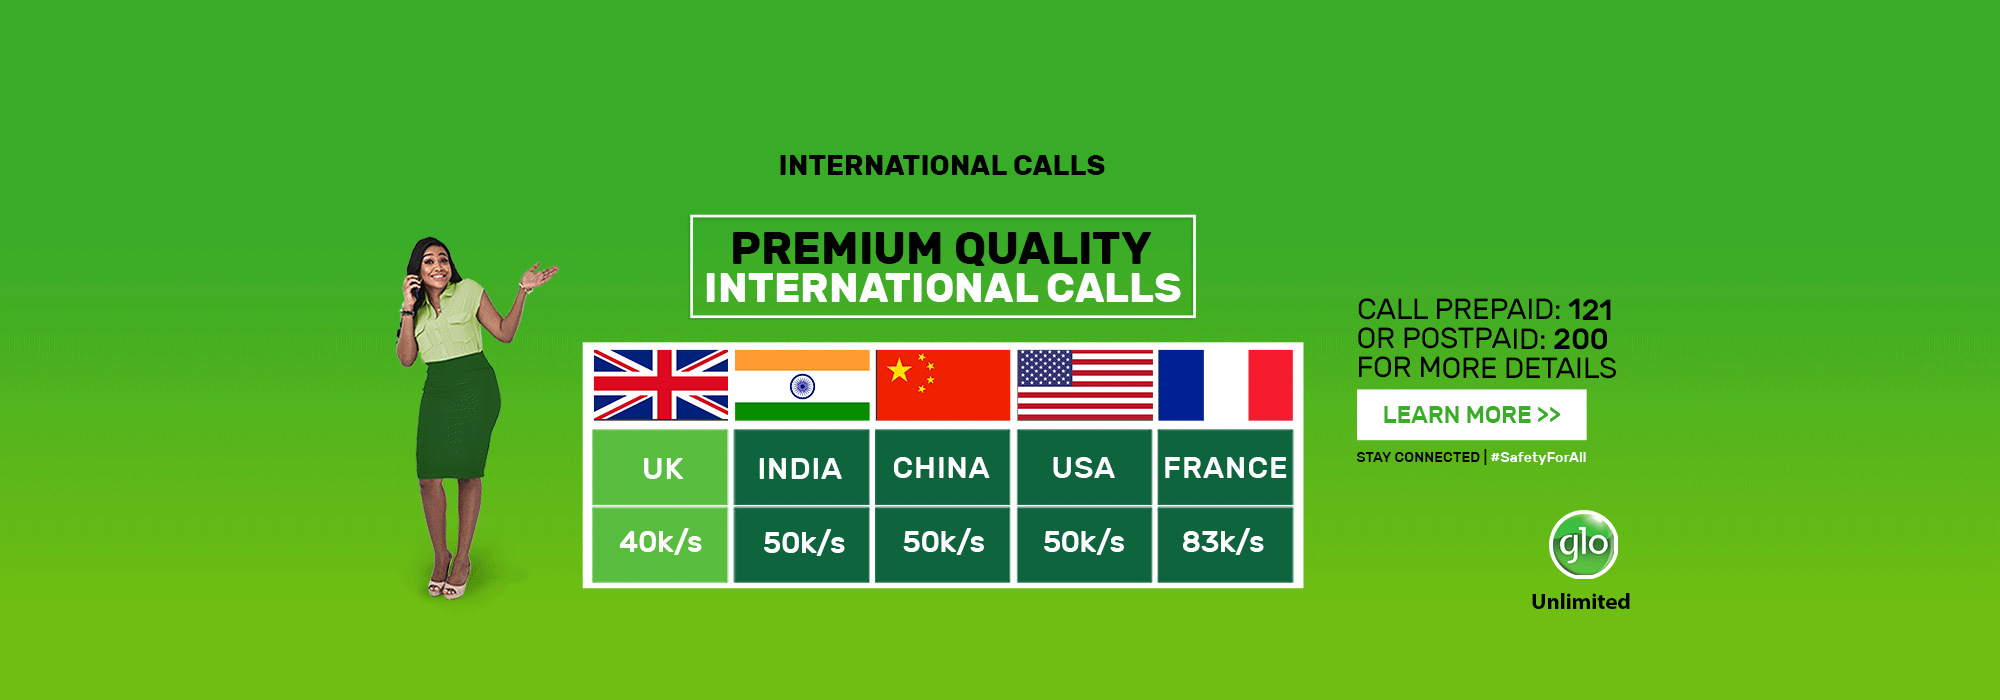 INTERNATIONAL CALLS
PREMIUM QUALITY
INTERNATIONAL CALLS
UK INDIA CHINA USA FRANCE
40k/s 50k/s 50k/s 50k/s 83k/s
CALL PREPAID: 121
OR POSTPAID: 200
FOR MORE DETAILS
LEARN MORE >>
STAY CONNECTED | #SafetyForAll
glo
Unlimited